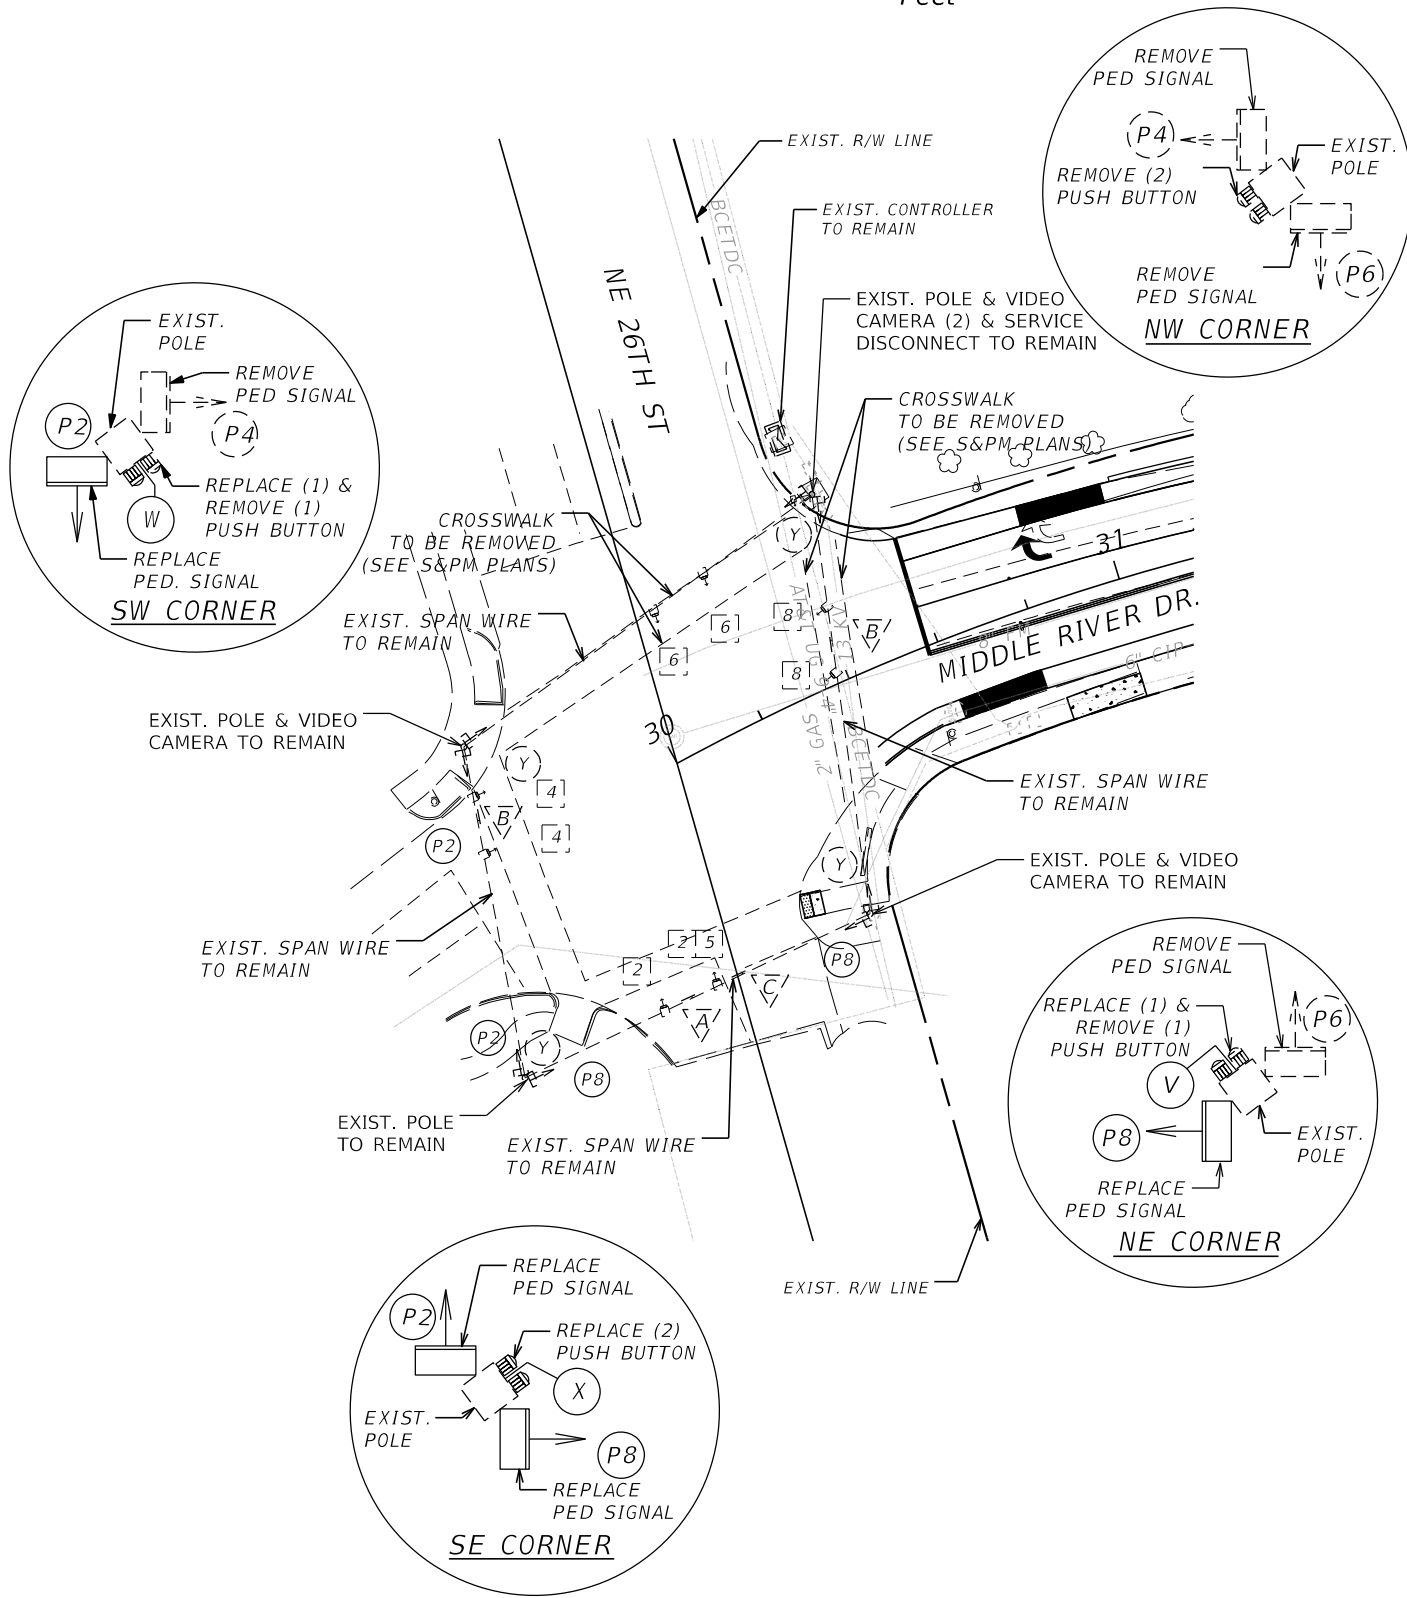 REMOVE
PED SIGNAL
P4
EXIST.
POLE
REMOVE (2)
PUSH BUTTON
REMOVE
PED SIGNAL
P6
NW CORNER
EXIST. R/W LINE
BCETDC
EXIST. CONTROLLER
TO REMAIN
NE 26TH ST
EXIST. POLE & VIDEO
CAMERA (2) & SERVICE
DISCONNECT TO REMAIN
EXIST.
POLE
REMOVE
PED SIGNAL
P2
P4
REPLACE (1) &
REMOVE (1)
PUSH BUTTON
W
REPLACE
PED. SIGNAL
SW CORNER
CROSSWALK
TO BE REMOVED
(SEE S&PM PLANS)
CROSSWALK
TO BE REMOVED
(SEE S&PM PLANS)
Y
31
EXIST. SPAN WIRE
TO REMAIN
6
6
8
8
B
MIDDLE RIVER DR.
6" CIP
30
2" GAS
BCETDC
EXIST. POLE & VIDEO
CAMERA TO REMAIN
Y
4
4
B
P2
EXIST. SPAN WIRE
TO REMAIN
Y
EXIST. POLE & VIDEO
CAMERA TO REMAIN
EXIST. SPAN WIRE
TO REMAIN
2
5
2
P8
C
A
P2
Y
P8
EXIST. POLE
TO REMAIN
EXIST. SPAN WIRE
TO REMAIN
REMOVE
PED SIGNAL
REPLACE (1) &
REMOVE (1)
PUSH BUTTON
P6
V
P8
EXIST.
POLE
REPLACE
PED SIGNAL
NE CORNER
EXIST. R/W LINE
REPLACE
PED SIGNAL
P2
REPLACE (2)
PUSH BUTTON
X
EXIST.
POLE
P8
REPLACE
PED SIGNAL
SE CORNER